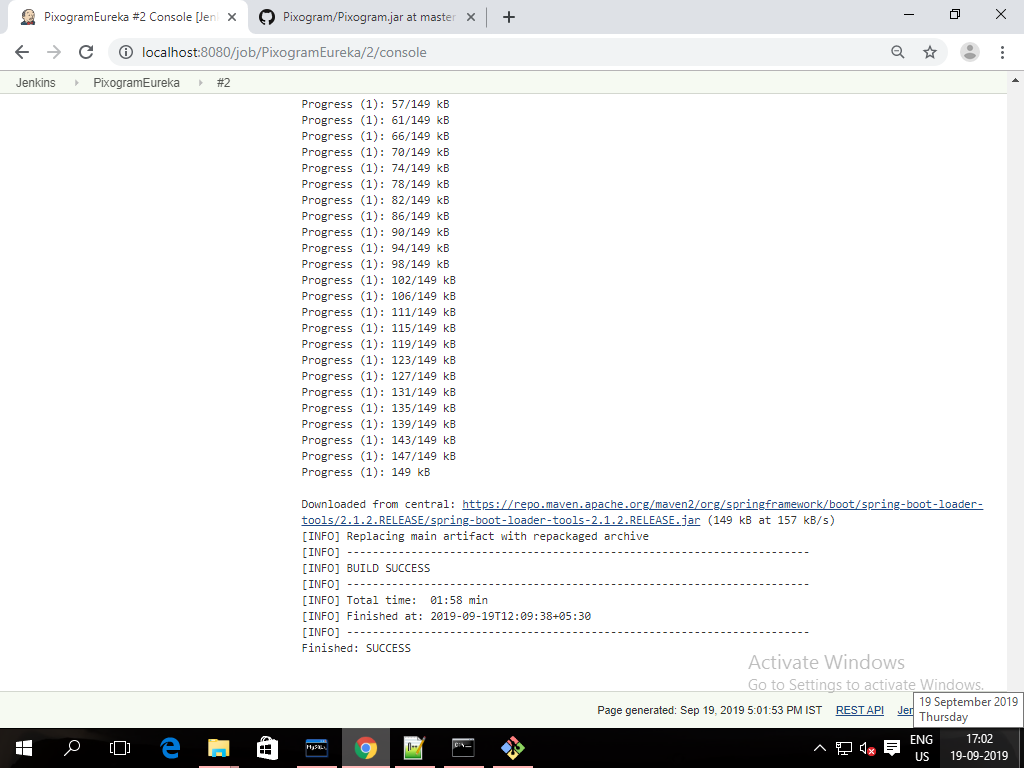 PixogramEureka #2 Console [Jen
Pixogram/Pixogram.jar at master
localhost:8080/job/PixogramEureka/2/console
Jenkins PixogramEureka #2
Progress (1): 57/149 kB
Progress (1): 61/149 kB
Progress (1): 66/149 kB
Progress (1): 70/149 kB
Progress (1): 74/149 kB
Progress (1): 78/149 kB
Progress (1): 82/149 kB
Progress (1): 86/149 kB
Progress (1): 90/149 kB
Progress (1): 94/149 kB
Progress (1): 98/149 kB
Progress (1): 102/149 kB
Progress (1): 106/149 kB
Progress (1): 111/149 kB
Progress (1): 115/149 kB
Progress (1): 119/149 kB
Progress (1): 123/149 kB
Progress (1): 127/149 kB
Progress (1): 131/149 kB
Progress (1): 135/149 kB
Progress (1): 139/149 kB
Progress (1): 143/149 kB
Progress (1): 147/149 kB
Progress (1): 149 kB
Downloaded from central: https://repo.maven.apache.org/maven2/org/springframework/boot/spring-boot-loader-
tools/2.1.2.RELEASE/spring-boot-loader-tools-2.1.2.RELEASE.jar (149 kB at 157 kB/s)
[INFO] Replacing main artifact with repackaged archive
[INFO] ------------------------------------------------------------------------
[INFO] BUILD SUCCESS
[INFO] ------------------------------------------------------------------------
[INFO] Total time:  01:58 min
[INFO] Finished at: 2019-09-19T12:09:38+05:30
[INFO] ------------------------------------------------------------------------
Finished: SUCCESS
Activate Windows
Go to Settings to activate Windows.
Page generated: Sep 19, 2019 5:01:53 PM IST REST API Jen
19 September 2019
Thursday
MySQL
ENG
US
17:02
19-09-2019